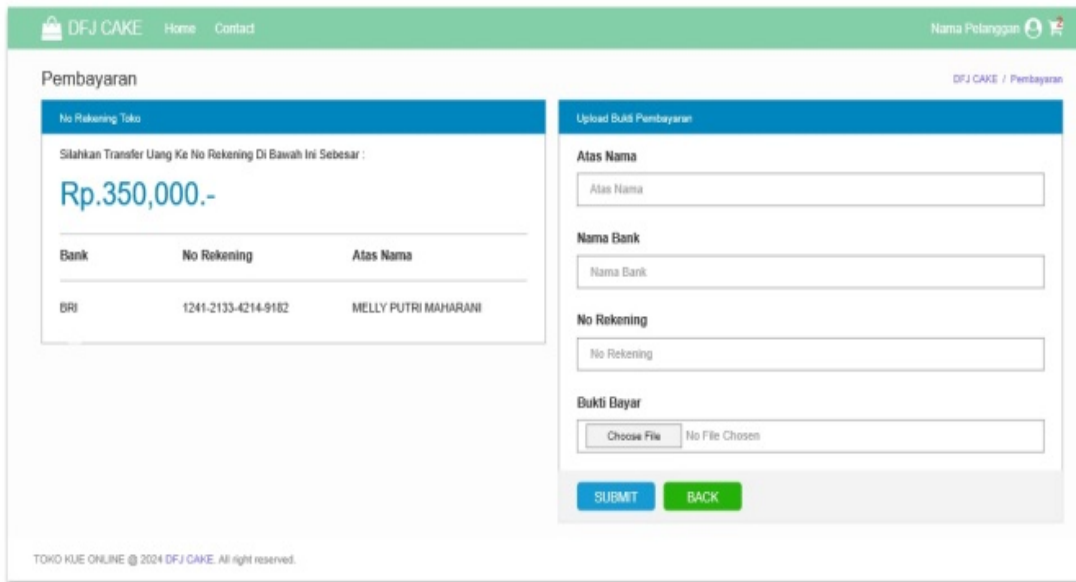 DFJ CAKE Home Contact Nama Pelanggan 2
Pembayaran DFJ CAKE / Pembayaran
No Rekening Toko
Silahkan Transfer Uang Ke No Rekening Di Bawah Ini Sebesar :
Rp.350,000.-
Bank No Rekening Atas Nama
BRI 1241-2133-4214-9182 MELLY PUTRI MAHARANI
Upload Bukti Pembayaran
Atas Nama
Atas Nama
Nama Bank
Nama Bank
No Rekening
No Rekening
Bukti Bayar
Choose File No File Chosen
SUBMIT BACK
TOKO KUE ONLINE @ 2024 DFJ CAKE. All right reserved.